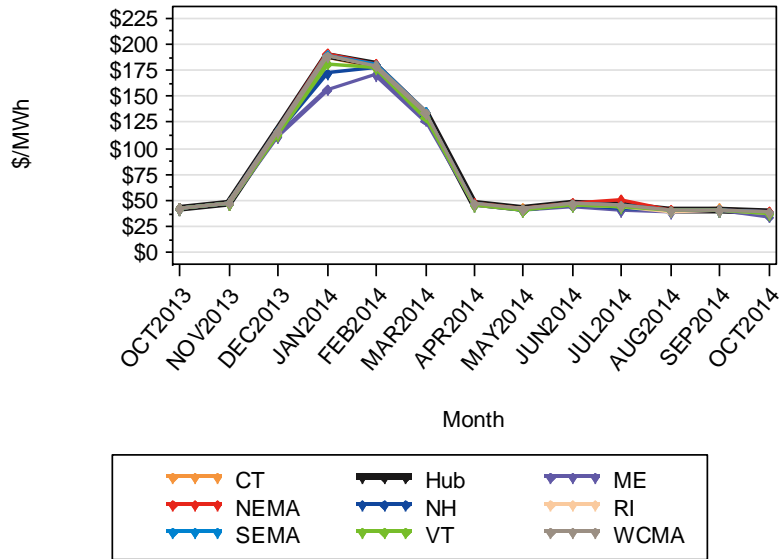 $225
$200
$175
$150
$125
$100
$75
$50
$25
$0
$/MWh
OCT2013
NOV2013
DEC2013
JAN2014
FEB2014
MAR2014
APR2014
MAY2014
JUN2014
JUL2014
AUG2014
SEP2014
OCT2014
Month
CT Hub ME
NEMA NH RI
SEMA VT WCMA